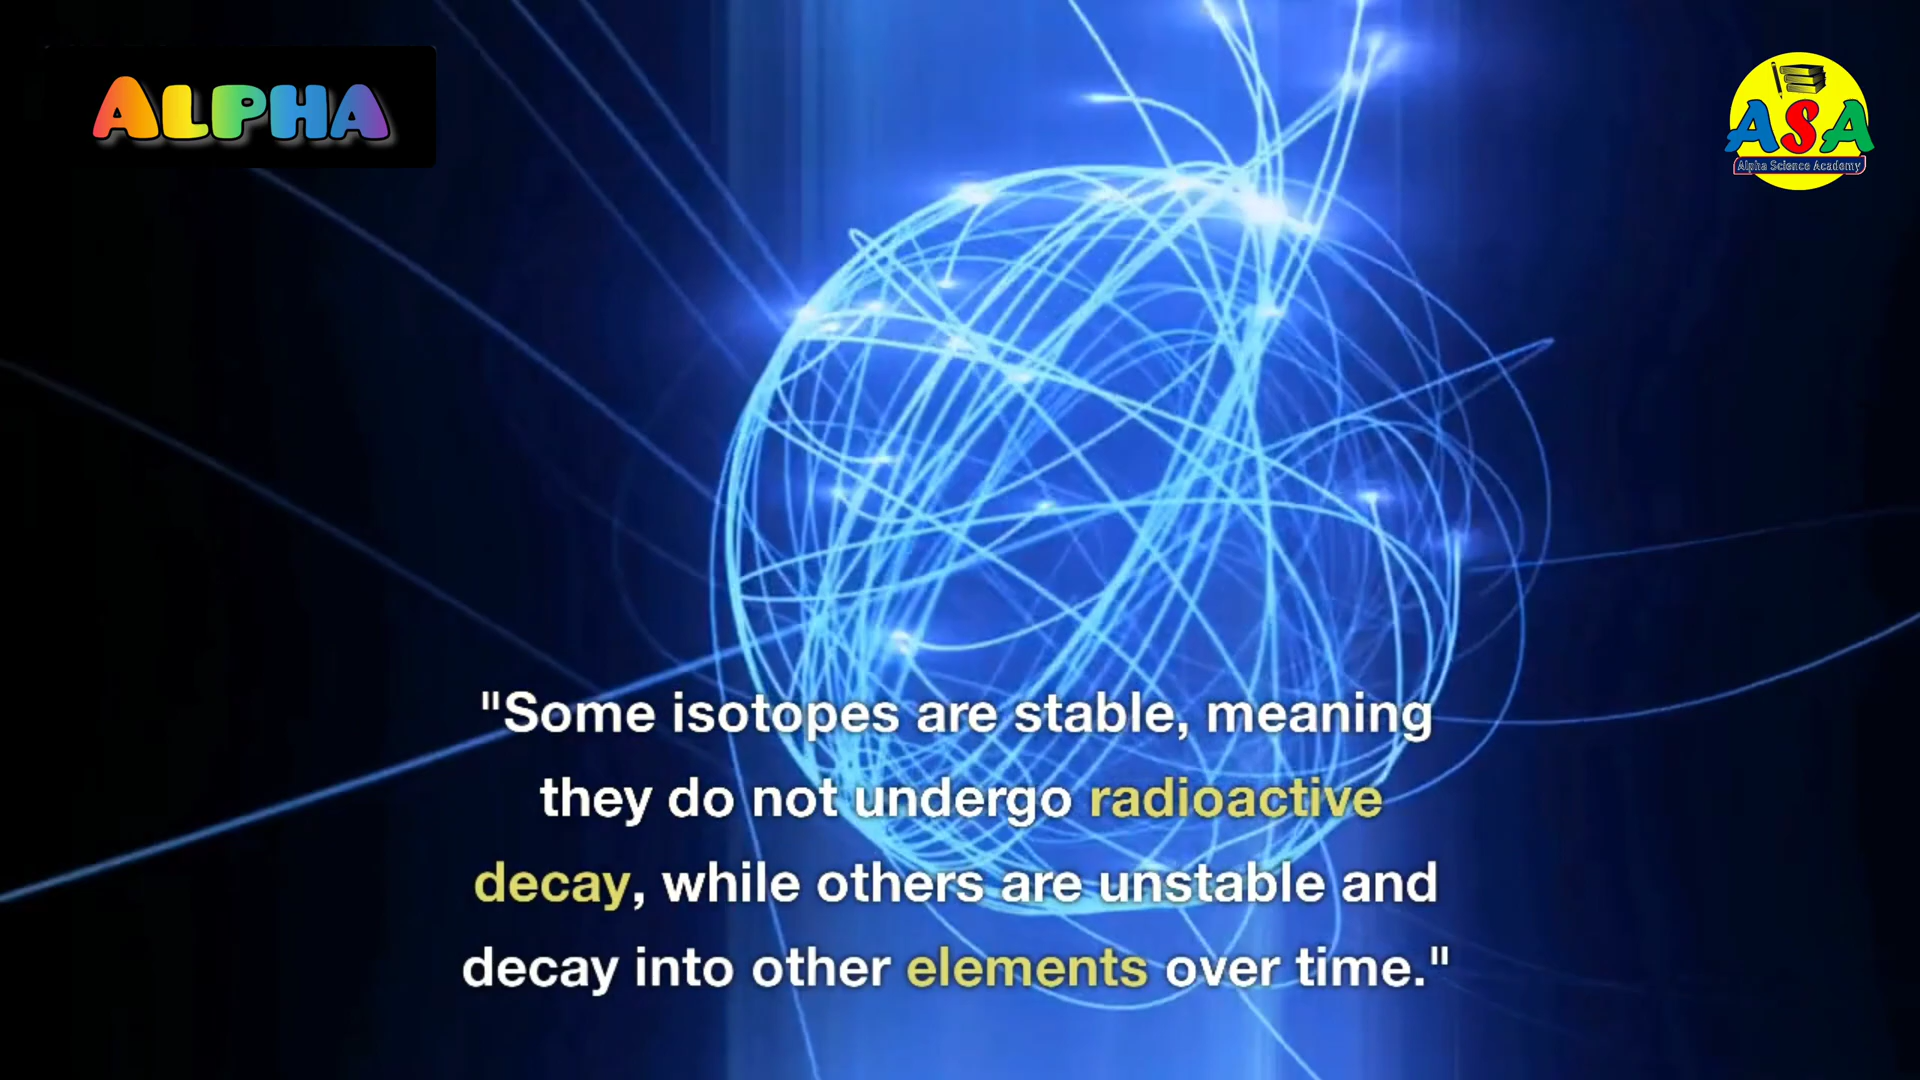 ALPHA
ASA
Alpha Science Academy
"Some isotopes are stable, meaning
they do not undergo radioactive
decay, while others are unstable and
decay into other elements over time."